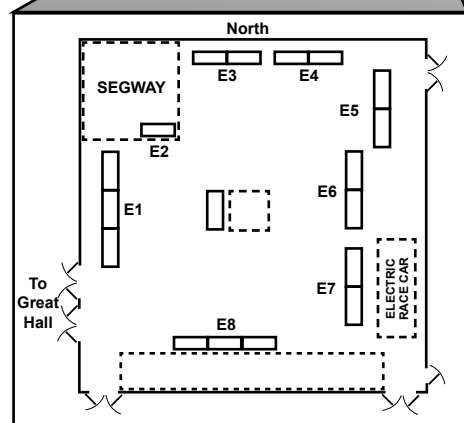 North
SEGWAY
E3
E4
E5
E2
E1
E6
To
Great
Hall
E7
ELECTRIC
RACE CAR
E8